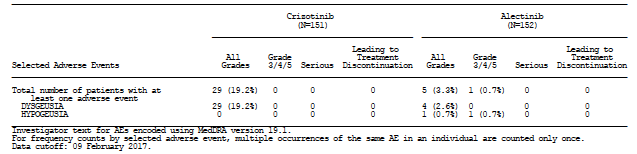 Crizotinib Alectinib
(N=151) (N=152)
Leading to Leading to
All Grade Treatment All Grade Treatment
Selected Adverse Events Grades 3/4/5 Serious Discontinuation Grades 3/4/5 Serious Discontinuation
Total number of patients with at 29 (19.2%) 0 0 0 5 (3.3%) 1 (0.7%) 0 0
least one adverse event
DYSGEUSIA 29 (19.2%) 0 0 0 4 (2.6%) 0 0 0
HYPOGEUSIA 0 0 0 0 1 (0.7%) 1 (0.7%) 0 0
Investigator text for AEs encoded using MedDRA version 19.1.
For frequency counts by selected adverse event, multiple occurrences of the same AE in an individual are counted only once.
Data cutoff: 09 February 2017.